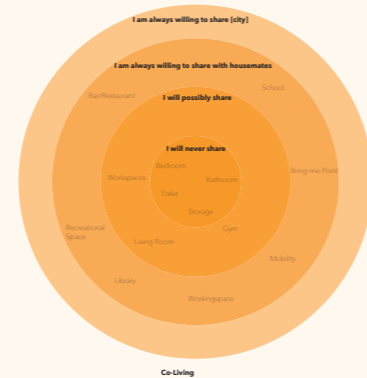 I am always willing to share [city]
I am always willing to share with housemates
School
Bar/Restaurant
I will possibly share
I will never share
Bedroom
Bring-me-Point
Workspaces
Bathroom
Toilet
Storage
Recreational
Space
Gym
Living Room
Mobility
Library
Workingspace
Co-Living